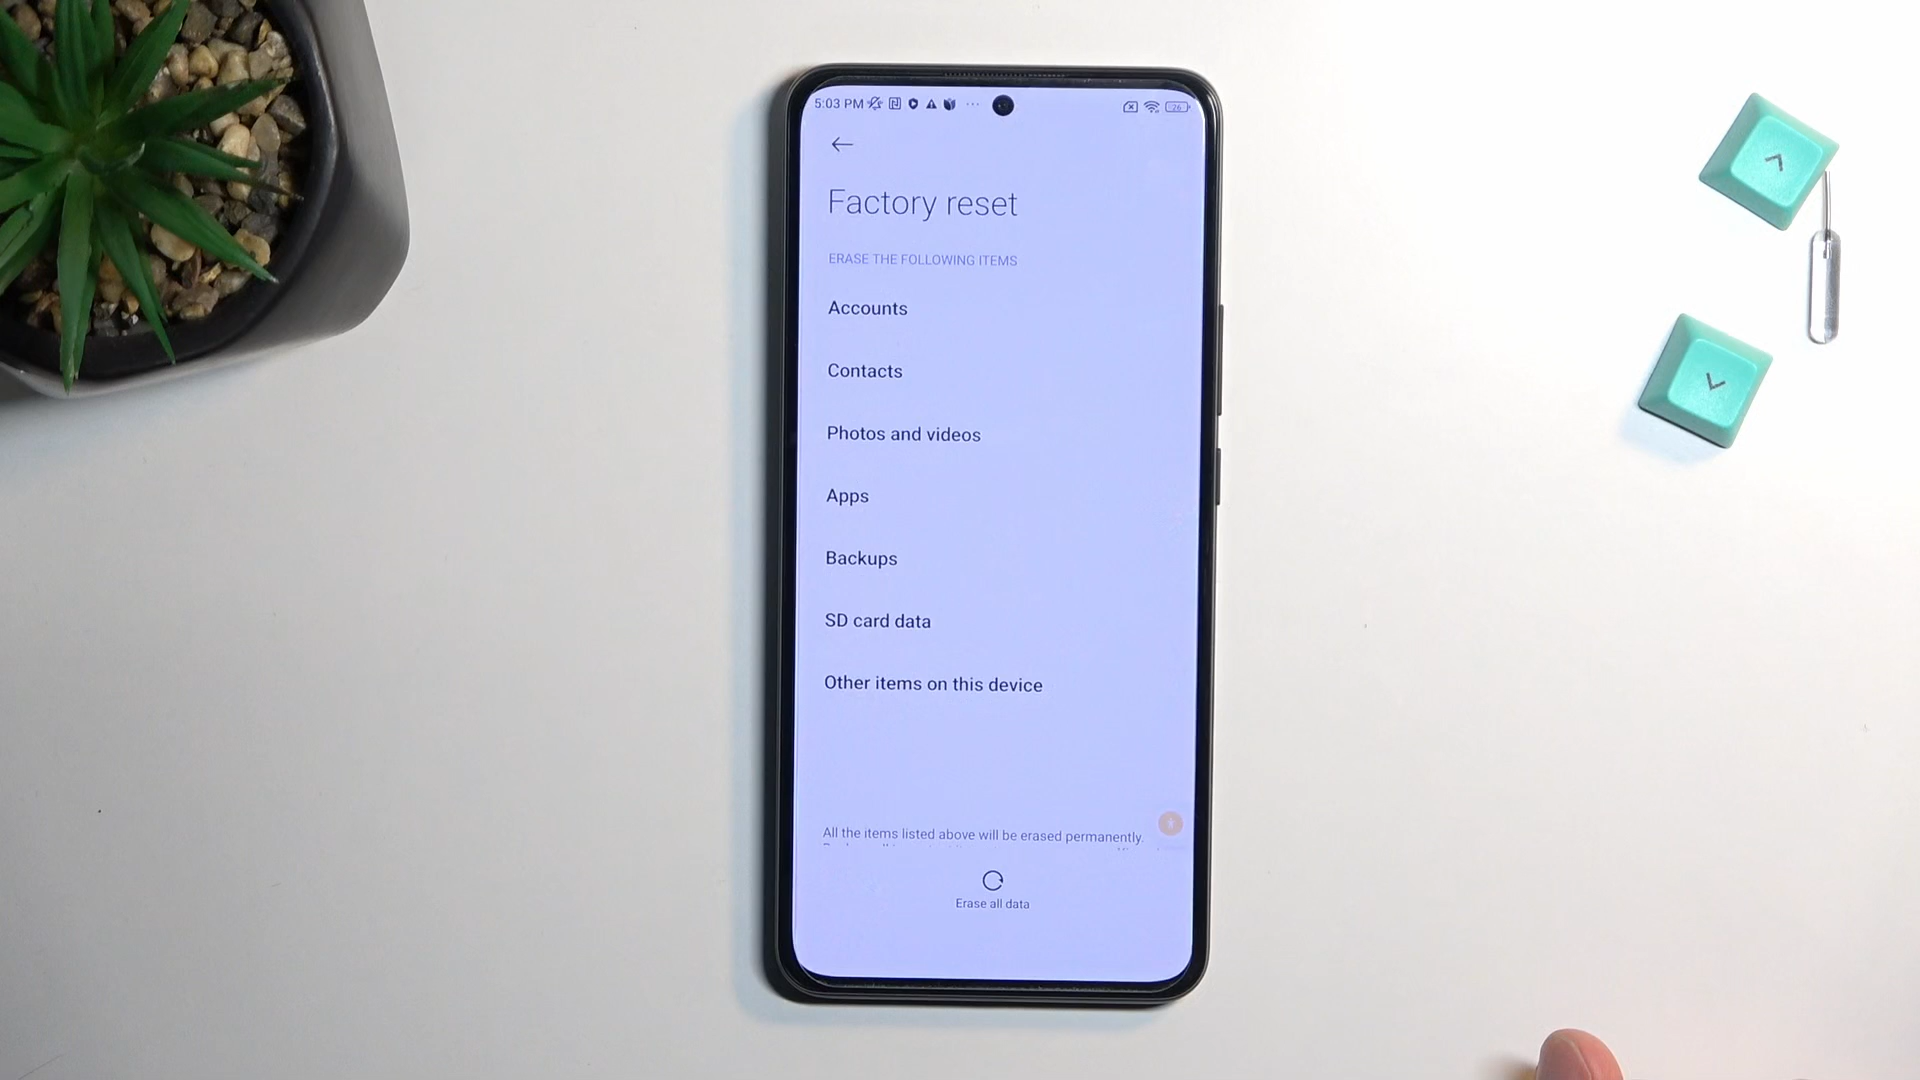 5:03 PM
26
Factory reset
ERASE THE FOLLOWING ITEMS
Accounts
Contacts
Photos and videos
Apps
Backups
SD card data
Other items on this device
All the items listed above will be erased permanently.
Erase all data